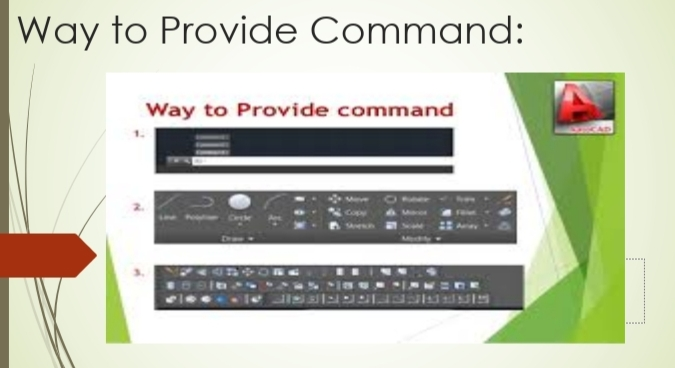 Way to Provide Command:
Way to Provide command
AutoCAD
1.
2.
Line Polyline Circle Arc
Move Rotate Trim
Copy Mirror Fillet
Stretch Scale Array
Draw Modify
3.